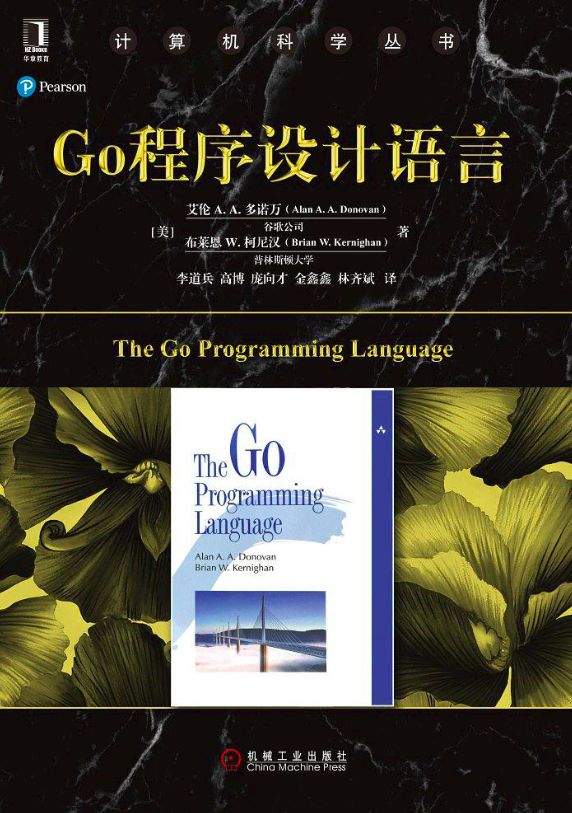 HZ Books
华章教育
计算机科学丛书
Pearson
Go程序设计语言
[美]
艾伦 A. A. 多诺万（Alan A. A. Donovan）
谷歌公司
布莱恩 W. 柯尼汉（Brian W. Kernighan）
普林斯顿大学
著
李道兵 高博 庞向才 金鑫鑫 林齐斌 译
The Go Programming Language
The Go
Programming
Language
Alan A. A. Donovan
Brian W. Kernighan
机械工业出版社
China Machine Press